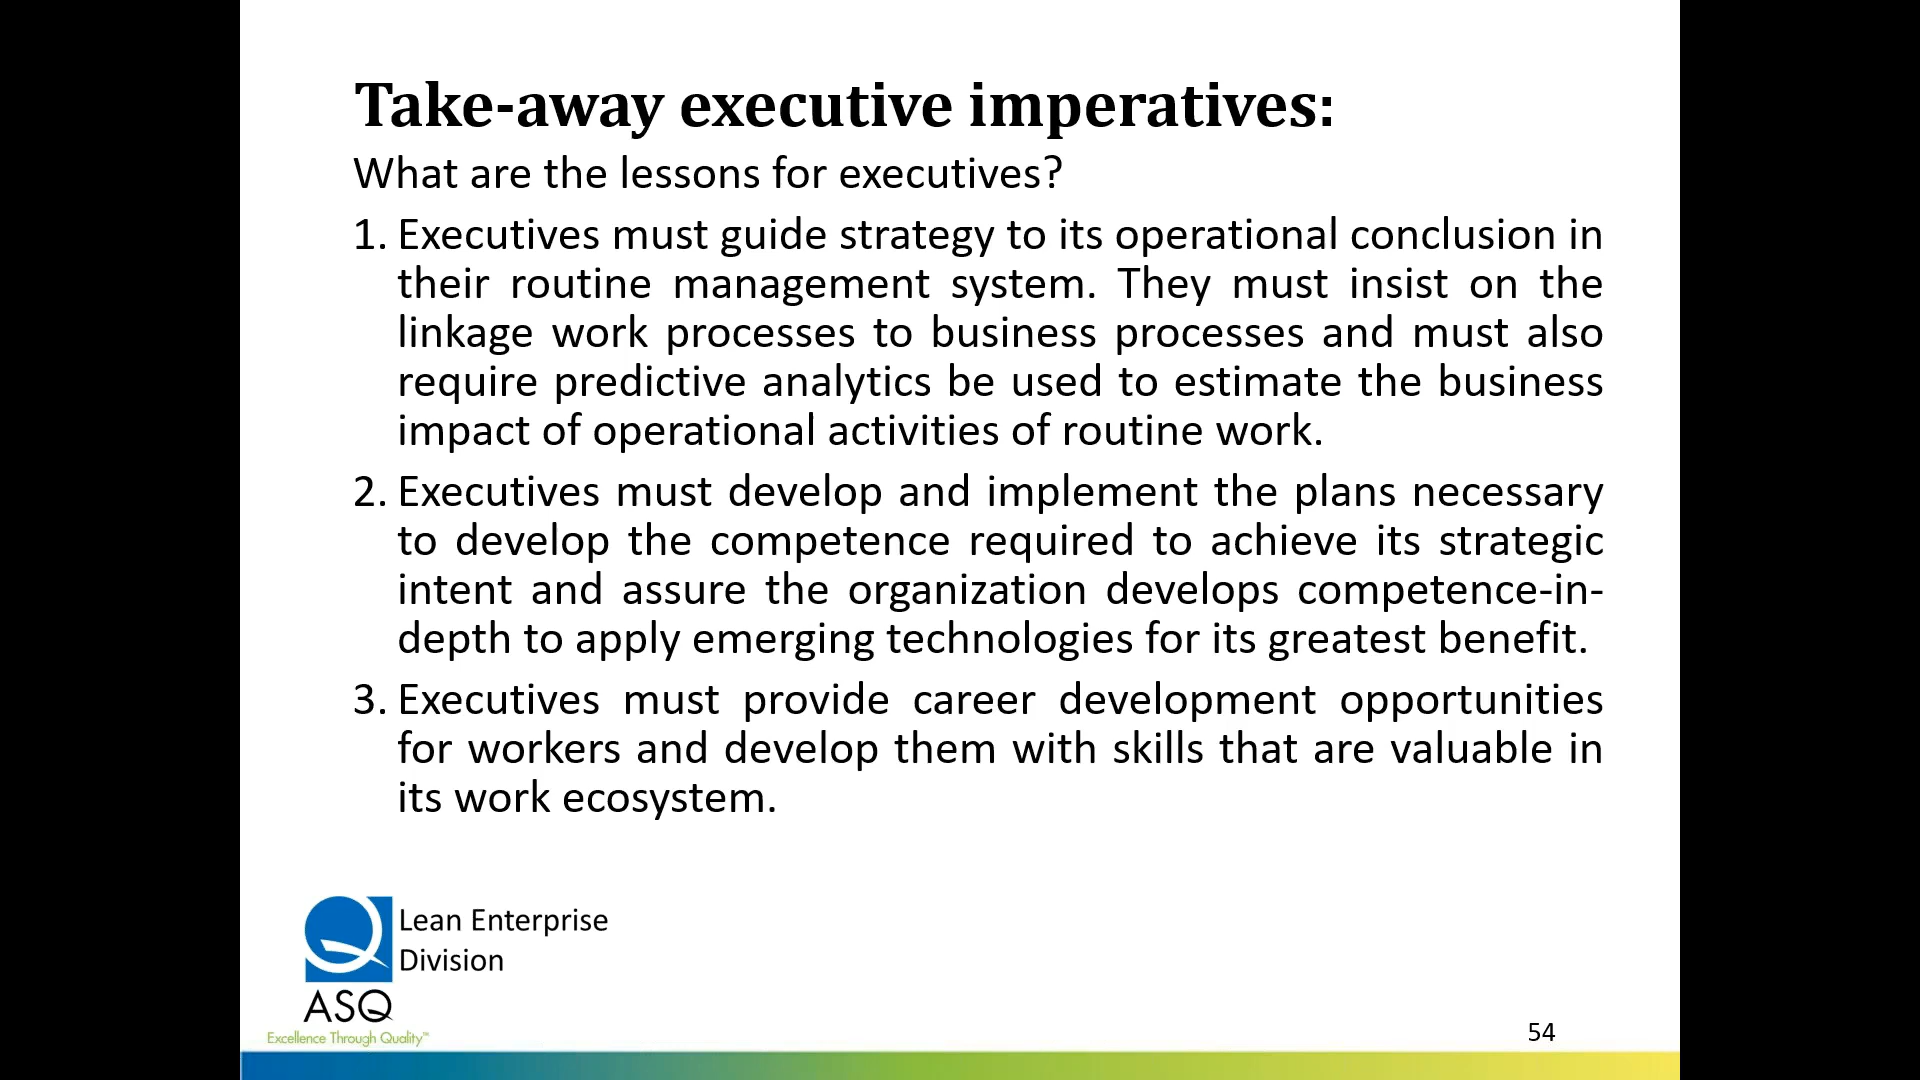 Take-away executive imperatives:
What are the lessons for executives?
1. Executives must guide strategy to its operational conclusion in
their routine management system. They must insist on the
linkage work processes to business processes and must also
require predictive analytics be used to estimate the business
impact of operational activities of routine work.
2. Executives must develop and implement the plans necessary
to develop the competence required to achieve its strategic
intent and assure the organization develops competence-in-
depth to apply emerging technologies for its greatest benefit.
3. Executives must provide career development opportunities
for workers and develop them with skills that are valuable in
its work ecosystem.
Lean Enterprise
Division
ASQ
Excellence Through Quality™
54